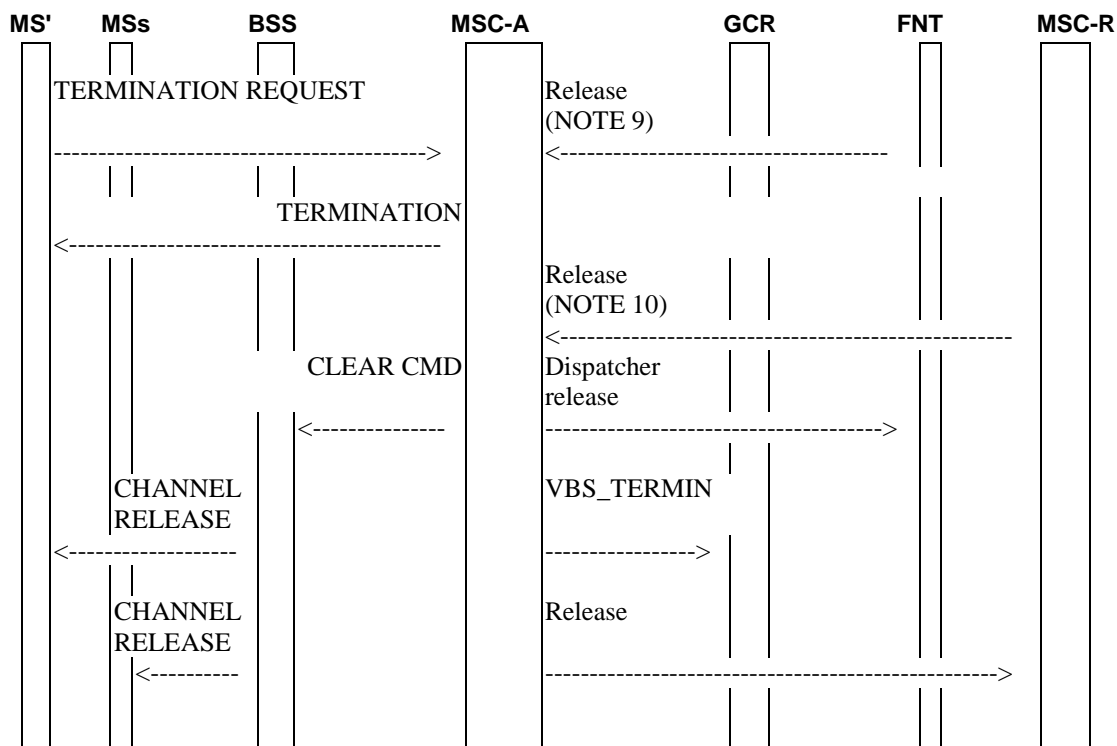 MS' MSs BSS MSC-A GCR FNT MSC-R
TERMINATION REQUEST Release
(NOTE 9)
-----------------------------------------> <------------------------------------
TERMINATION
<-----------------------------------------
Release
(NOTE 10)
<--------------------------------------------------
CLEAR CMD Dispatcher
release
<--------------- ------------------------------------->
CHANNEL VBS_TERMIN
RELEASE
<------------------ ---------------->
CHANNEL Release
RELEASE
<---------- -------------------------------------------------->